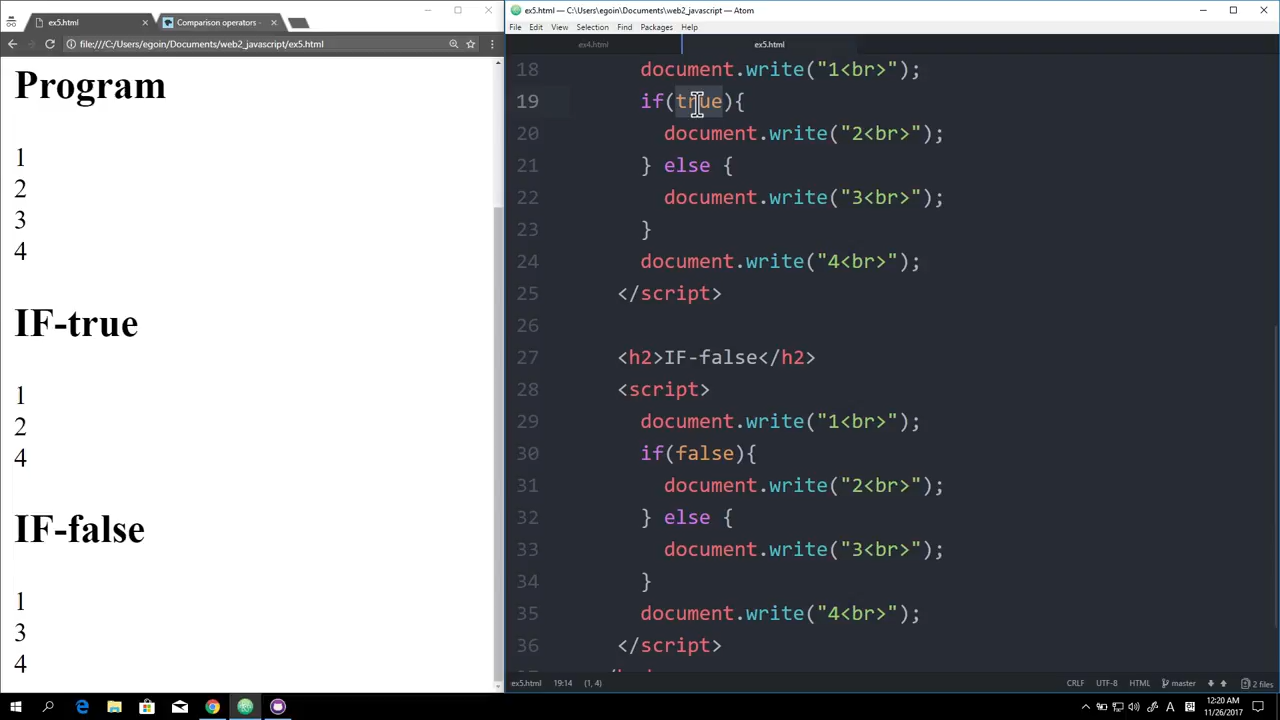 ex5.html
Comparison operators -
file:///C:/Users/egoin/Documents/web2_javascript/ex5.html
Program
1
2
3
4
IF-true
1
2
4
IF-false
1
3
4
ex5.html — C:\Users\egoin\Documents\web2_javascript — Atom
File Edit View Selection Find Packages Help
ex4.html
ex5.html
18 document.write("1<br>");
19 if(true){
20 document.write("2<br>");
21 } else {
22 document.write("3<br>");
23 }
24 document.write("4<br>");
25 </script>
26
27 <h2>IF-false</h2>
28 <script>
29 document.write("1<br>");
30 if(false){
31 document.write("2<br>");
32 } else {
33 document.write("3<br>");
34 }
35 document.write("4<br>");
36 </script>
ex5.html 19:14 (1, 4) CRLF UTF-8 HTML master 2 files
A
12:20 AM
11/26/2017